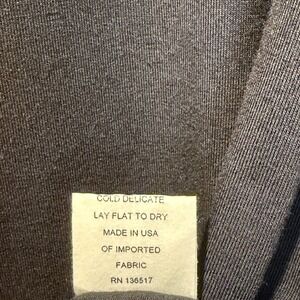 COLD DELICATE
LAY FLAT TO DRY
MADE IN USA
OF IMPORTED
FABRIC
RN 136517